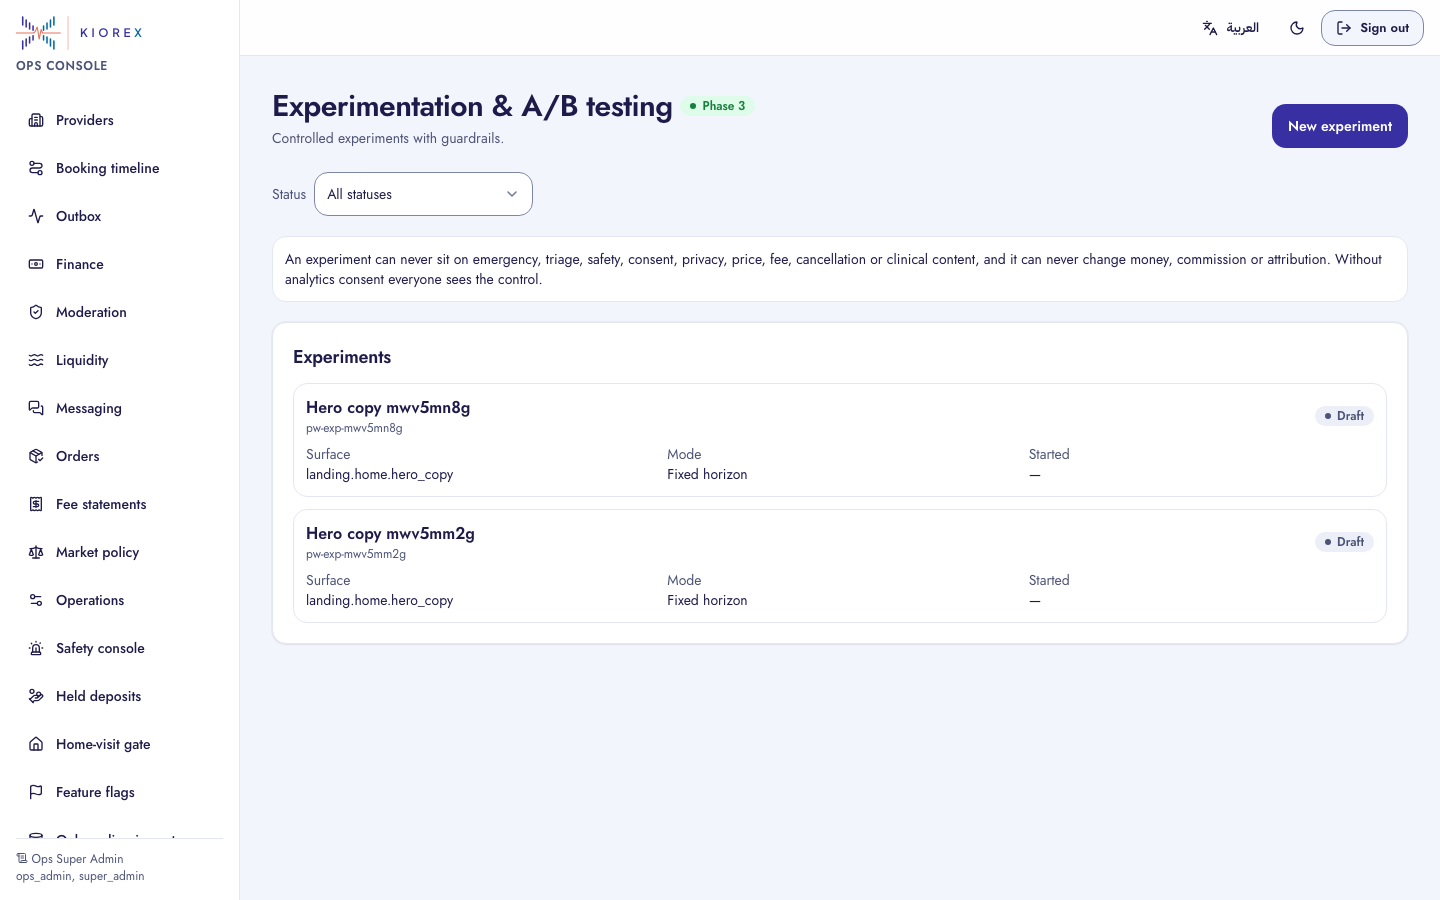 KIOREX
OPS CONSOLE
العربية
Sign out
Providers
Booking timeline
Outbox
Finance
Moderation
Liquidity
Messaging
Orders
Fee statements
Market policy
Operations
Safety console
Held deposits
Home-visit gate
Feature flags
Ops Super Admin
ops_admin, super_admin
Experimentation & A/B testing
Phase 3
Controlled experiments with guardrails.
New experiment
Status
All statuses
An experiment can never sit on emergency, triage, safety, consent, privacy, price, fee, cancellation or clinical content, and it can never change money, commission or attribution. Without
analytics consent everyone sees the control.
Experiments
Hero copy mwv5mn8g
Draft
pw-exp-mwv5mn8g
Surface Mode Started
landing.home.hero_copy Fixed horizon —
Hero copy mwv5mm2g
Draft
pw-exp-mwv5mm2g
Surface Mode Started
landing.home.hero_copy Fixed horizon —